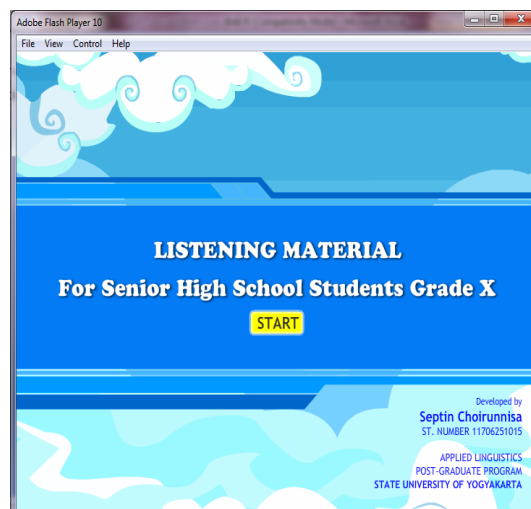 Adobe Flash Player 10
File View Control Help
LISTENING MATERIAL
For Senior High School Students Grade X
START
Developed by
Septin Choirunnisa
ST. NUMBER 11706251015
APPLIED LINGUISTICS
POST-GRADUATE PROGRAM
STATE UNIVERSITY OF YOGYAKARTA